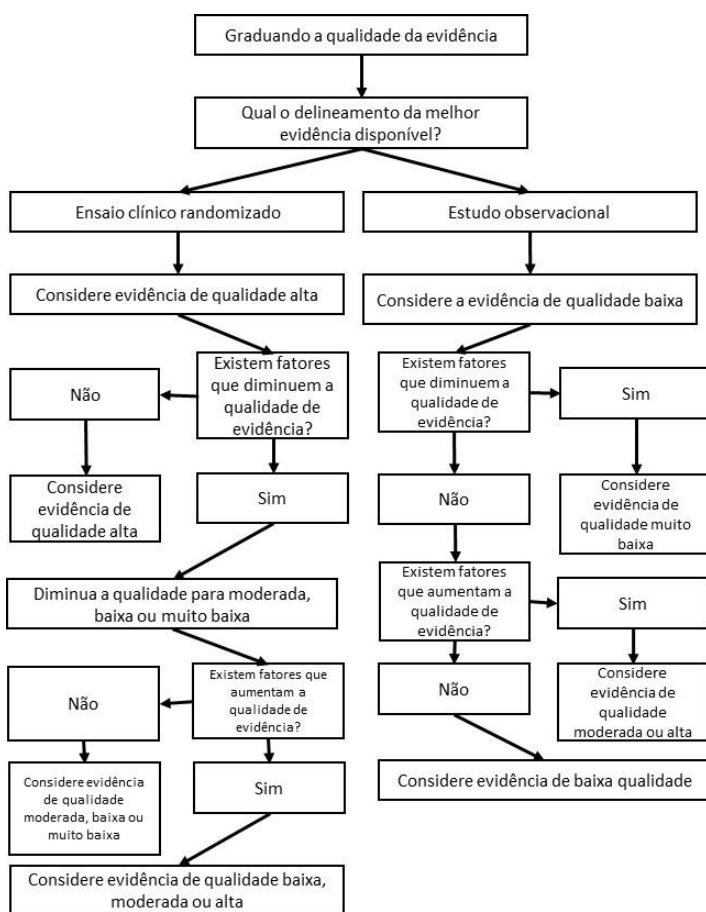 Graduando a qualidade da evidência
Qual o delineamento da melhor
evidência disponível?
Ensaio clínico randomizado
Estudo observacional
Considere evidência de qualidade alta
Considere a evidência de qualidade baixa
Existem fatores
que diminuem a
qualidade de
evidência?
Não
Existem fatores
que diminuem a
qualidade de
evidência?
Sim
Considere
evidência de
qualidade alta
Sim
Não
Considere
evidência de
qualidade muito
baixa
Diminua a qualidade para moderada,
baixa ou muito baixa
Existem fatores
que aumentam a
qualidade de
evidência?
Sim
Não
Existem fatores que
aumentam a
qualidade de
evidência?
Não
Considere
evidência de
qualidade
moderada ou alta
Considere evidência
de qualidade
moderada, baixa ou
muito baixa
Sim
Considere evidência de baixa qualidade
Considere evidência de qualidade baixa,
moderada ou alta